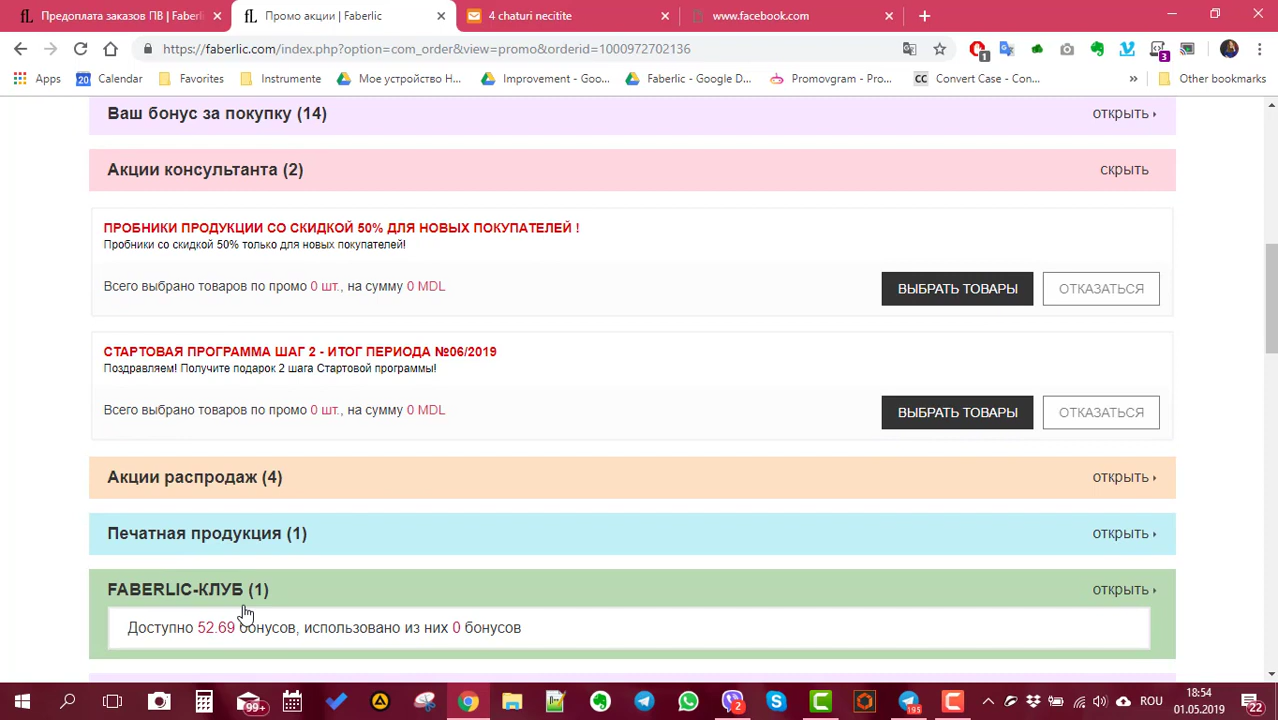 Предоплата заказов ПВ | Faberl
Промо акции | Faberlic
4 chaturi necitite
www.facebook.com
https://faberlic.com/index.php?option=com_order&view=promo&orderid=1000972702136
Apps
Calendar
Favorites
Instrumente
Мое устройство Н...
Improvement - Goo...
Faberlic - Google D...
Promovgram - Pro...
CC Convert Case - Con...
Other bookmarks
Ваш бонус за покупку (14)
открыть
Акции консультанта (2)
скрыть
ПРОБНИКИ ПРОДУКЦИИ СО СКИДКОЙ 50% ДЛЯ НОВЫХ ПОКУПАТЕЛЕЙ !
Пробники со скидкой 50% только для новых покупателей!
Всего выбрано товаров по промо 0 шт., на сумму 0 MDL
ВЫБРАТЬ ТОВАРЫ
ОТКАЗАТЬСЯ
СТАРТОВАЯ ПРОГРАММА ШАГ 2 - ИТОГ ПЕРИОДА №06/2019
Поздравляем! Получите подарок 2 шага Стартовой программы!
Всего выбрано товаров по промо 0 шт., на сумму 0 MDL
ВЫБРАТЬ ТОВАРЫ
ОТКАЗАТЬСЯ
Акции распродаж (4)
открыть
Печатная продукция (1)
открыть
FABERLIC-КЛУБ (1)
открыть
Доступно 52.69 бонусов, использовано из них 0 бонусов
99+
2
195
ROU
18:54
01.05.2019
22